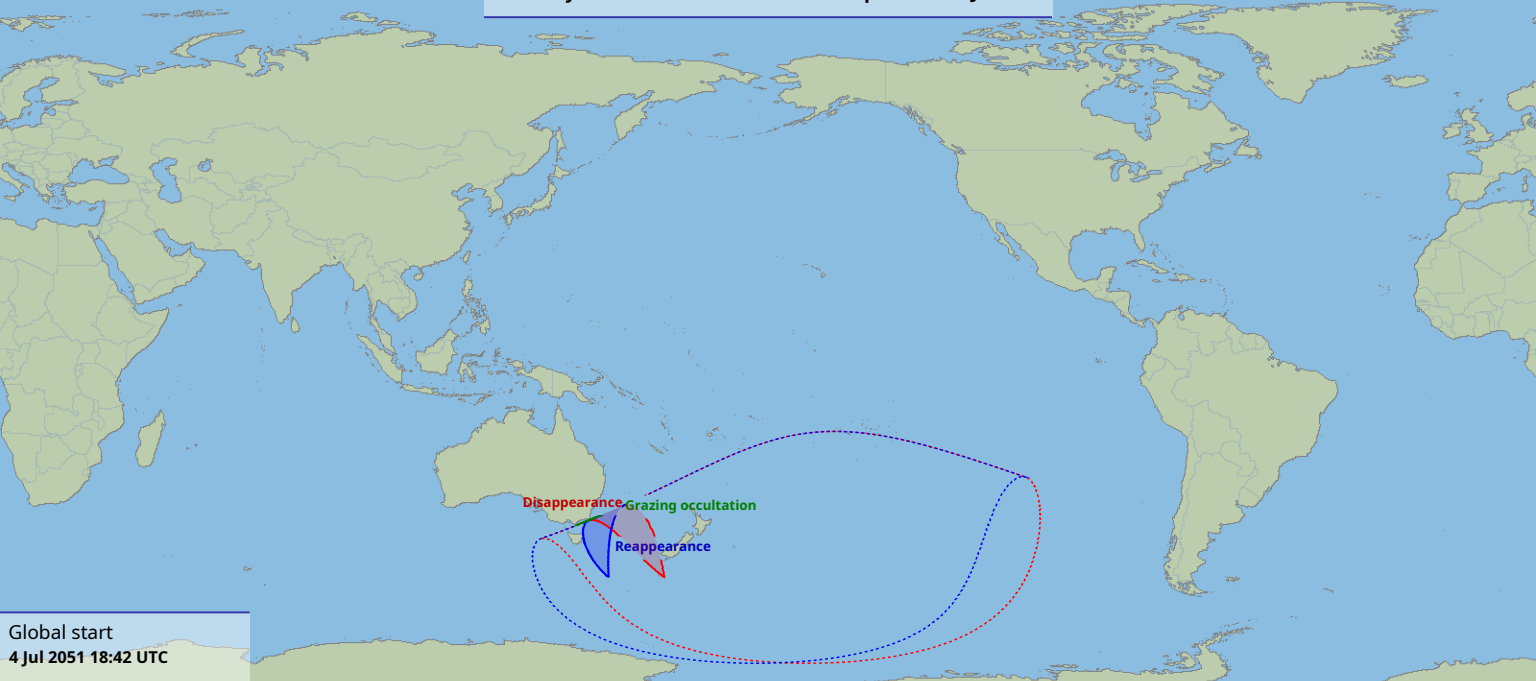 Disappearance
Grazing occultation
Reappearance
Global start
4 Jul 2051 18:42 UTC